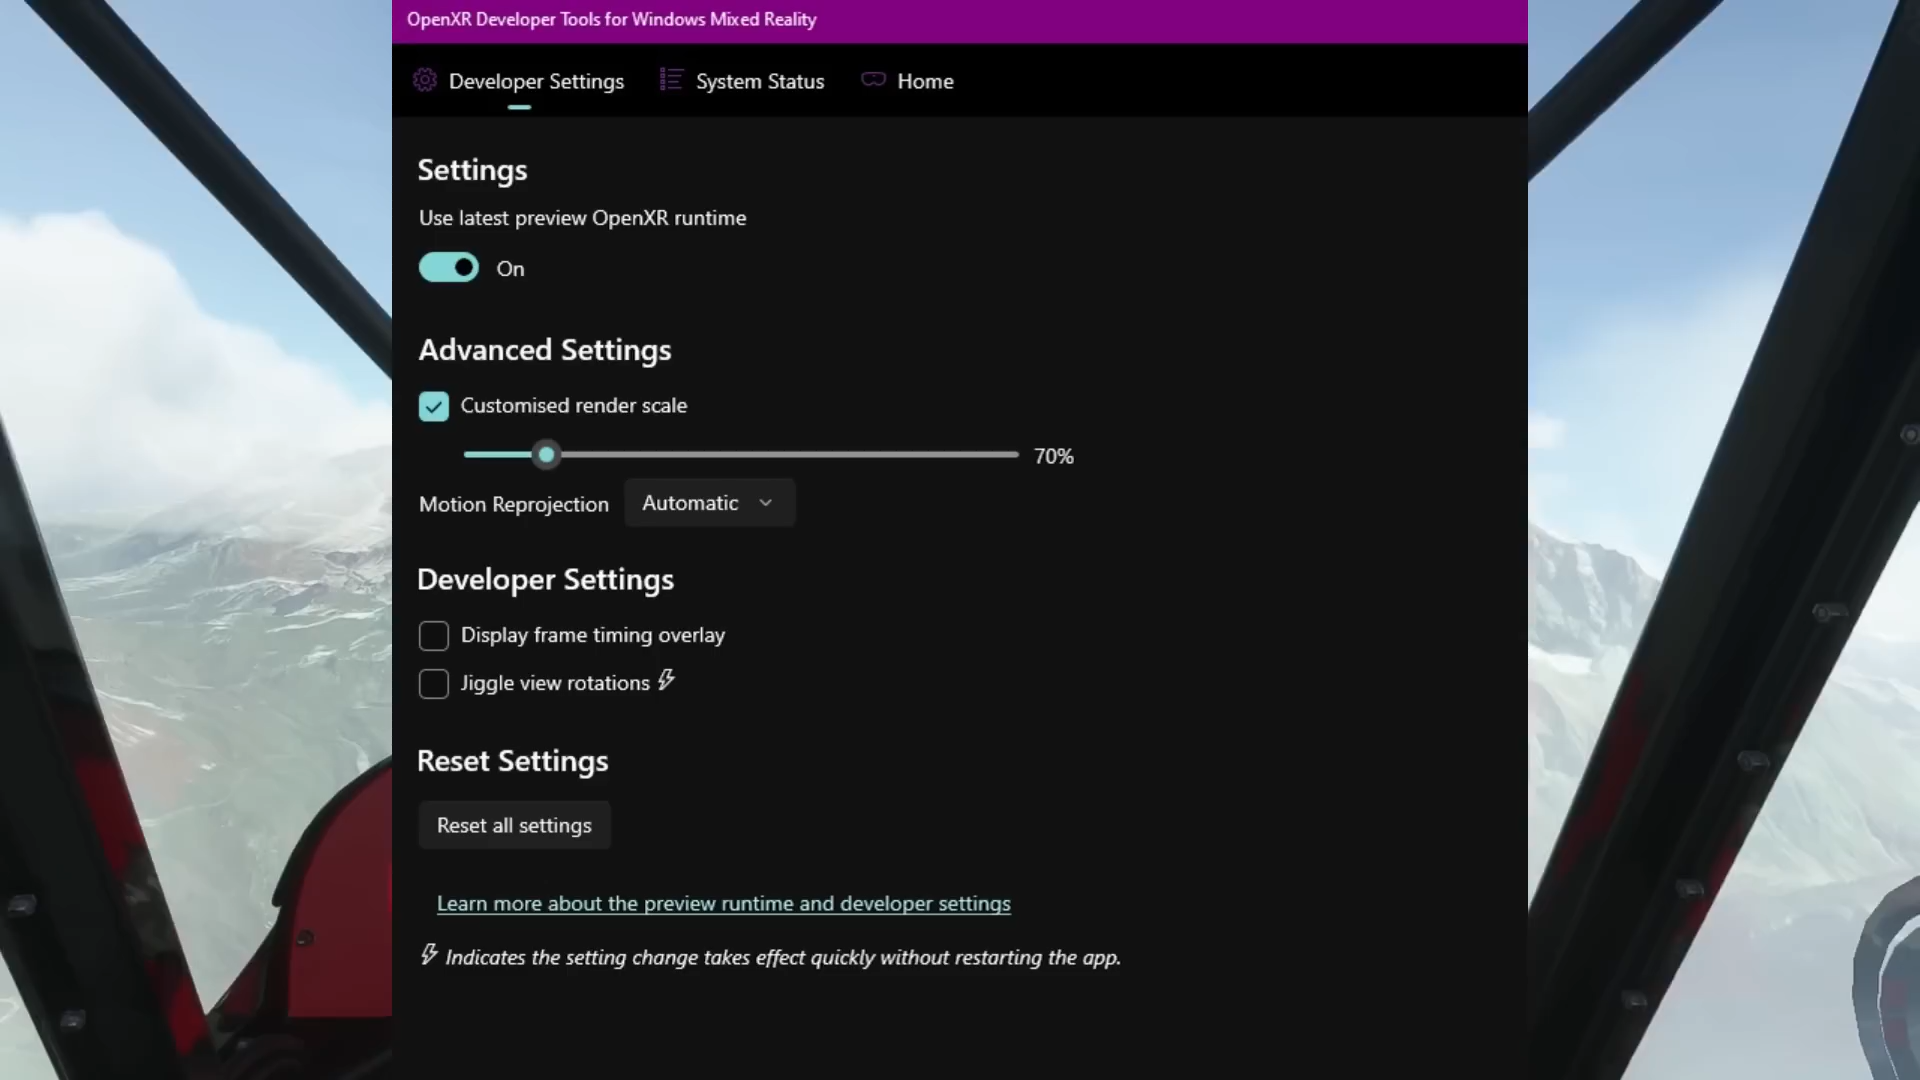 OpenXR Developer Tools for Windows Mixed Reality
Developer Settings
System Status
Home
Settings
Use latest preview OpenXR runtime
On
Advanced Settings
Customised render scale
70%
Motion Reprojection
Automatic
Developer Settings
Display frame timing overlay
Jiggle view rotations
Reset Settings
Reset all settings
Learn more about the preview runtime and developer settings
Indicates the setting change takes effect quickly without restarting the app.